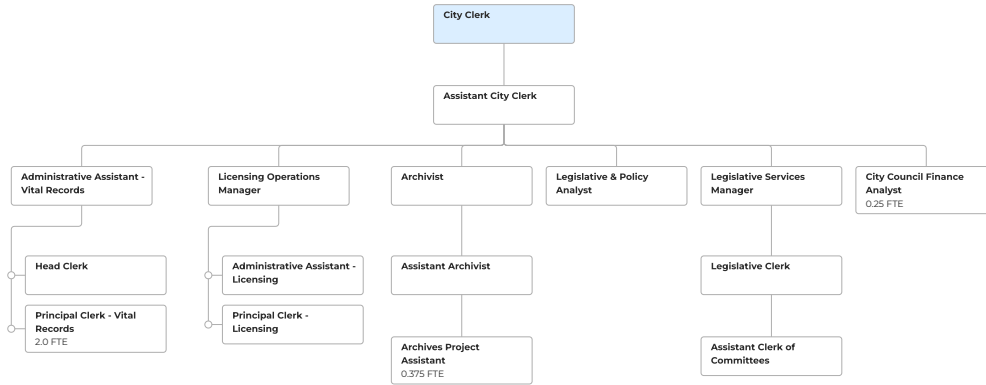 City Clerk
Assistant City Clerk
Administrative Assistant -
Vital Records
Licensing Operations
Manager
Archivist
Legislative & Policy
Analyst
Legislative Services
Manager
City Council Finance
Analyst
0.25 FTE
Head Clerk
Administrative Assistant -
Licensing
Assistant Archivist
Legislative Clerk
Principal Clerk - Vital
Records
2.0 FTE
Principal Clerk -
Licensing
Archives Project
Assistant
0.375 FTE
Assistant Clerk of
Committees